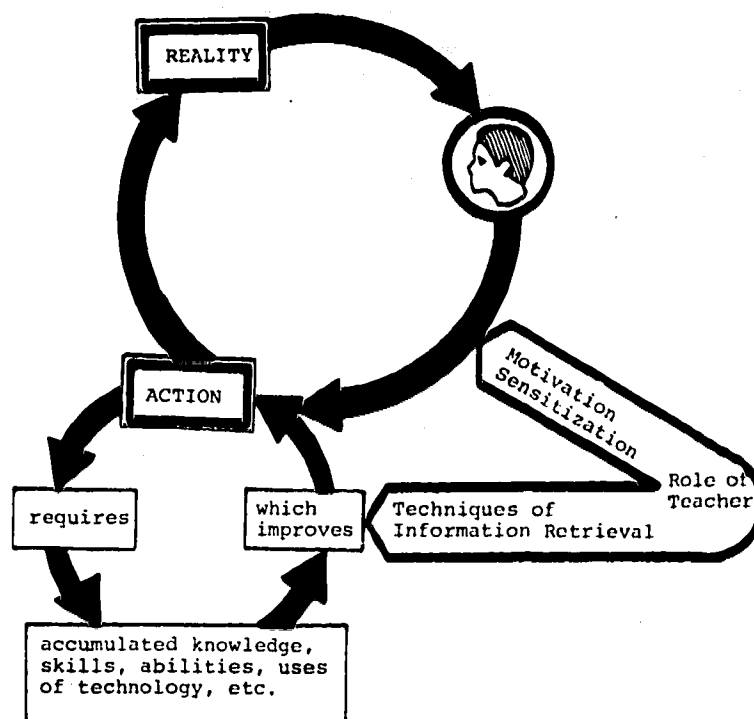 REALITY
ACTION
Motivation
Sensitization
Role of
Teacher
requires
which
improves
Techniques of
Information Retrieval
accumulated knowledge,
skills, abilities, uses
of technology, etc.